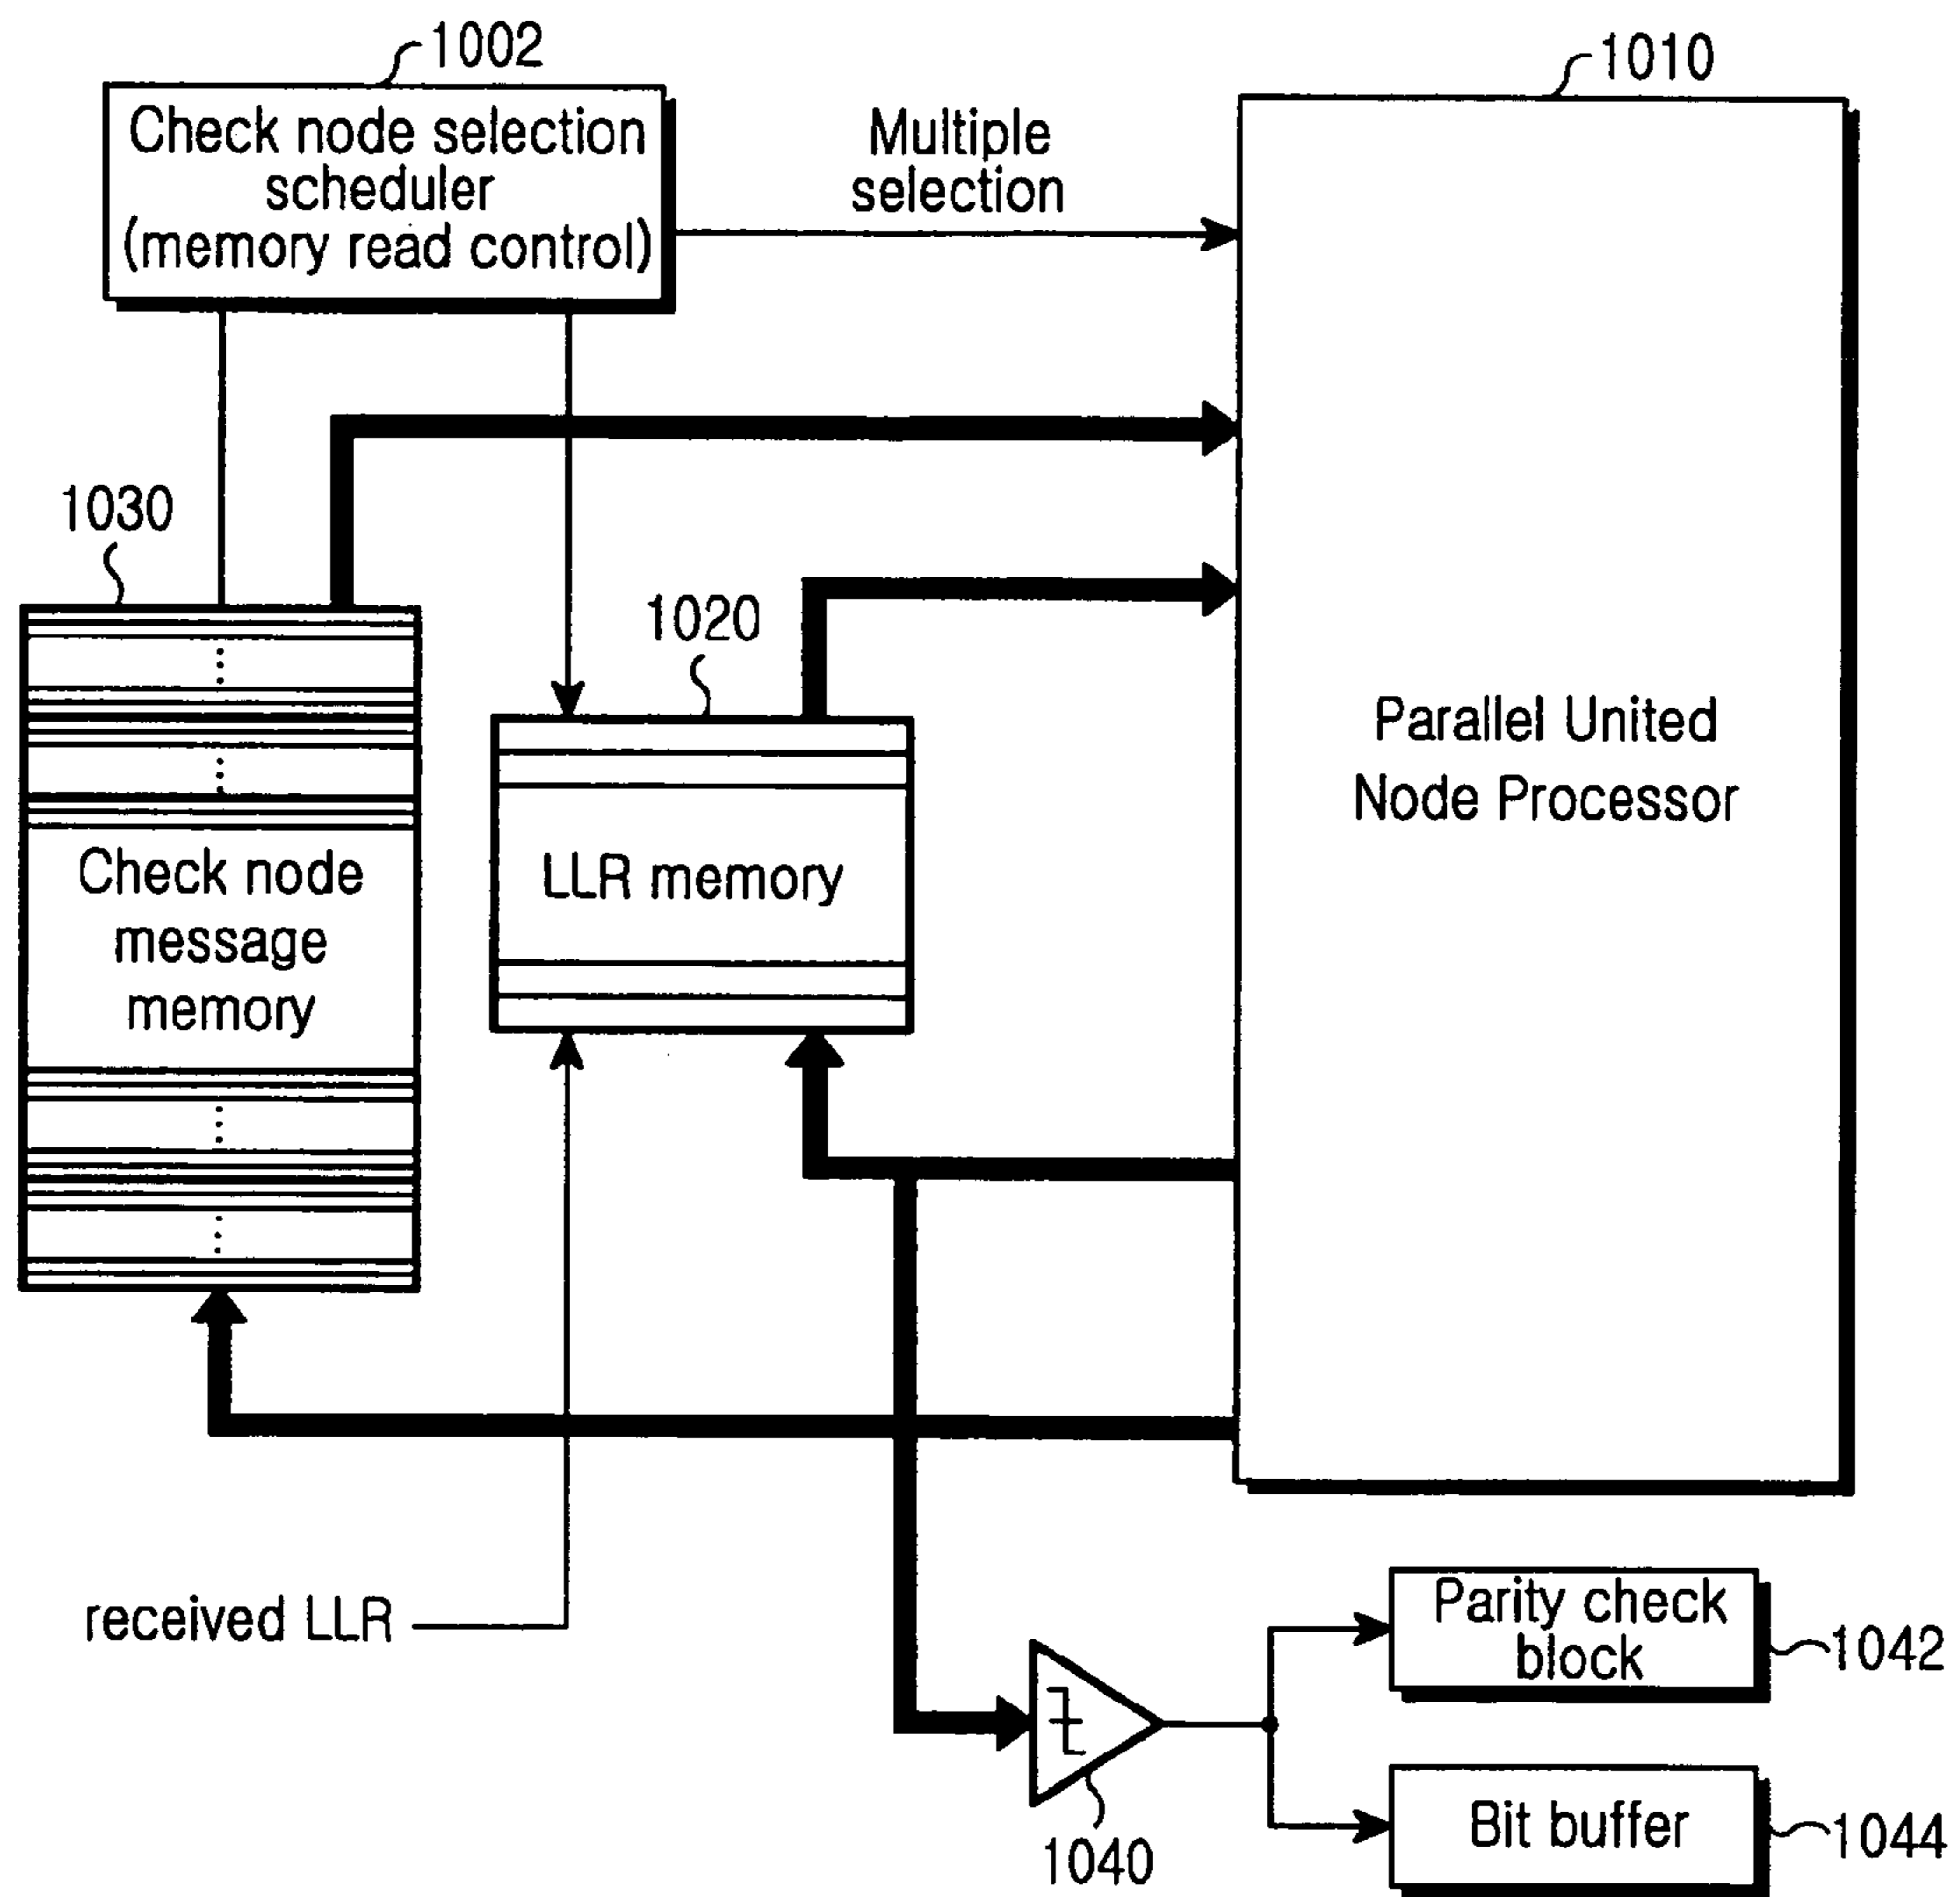 1002
Check node selection
scheduler
(memory read control)
Multiple
selection
1010
1030
1020
Check node
message
memory
LLR memory
Parallel United
Node Processor
received LLR
Parity check
block
1042
Bit buffer
1044
1040